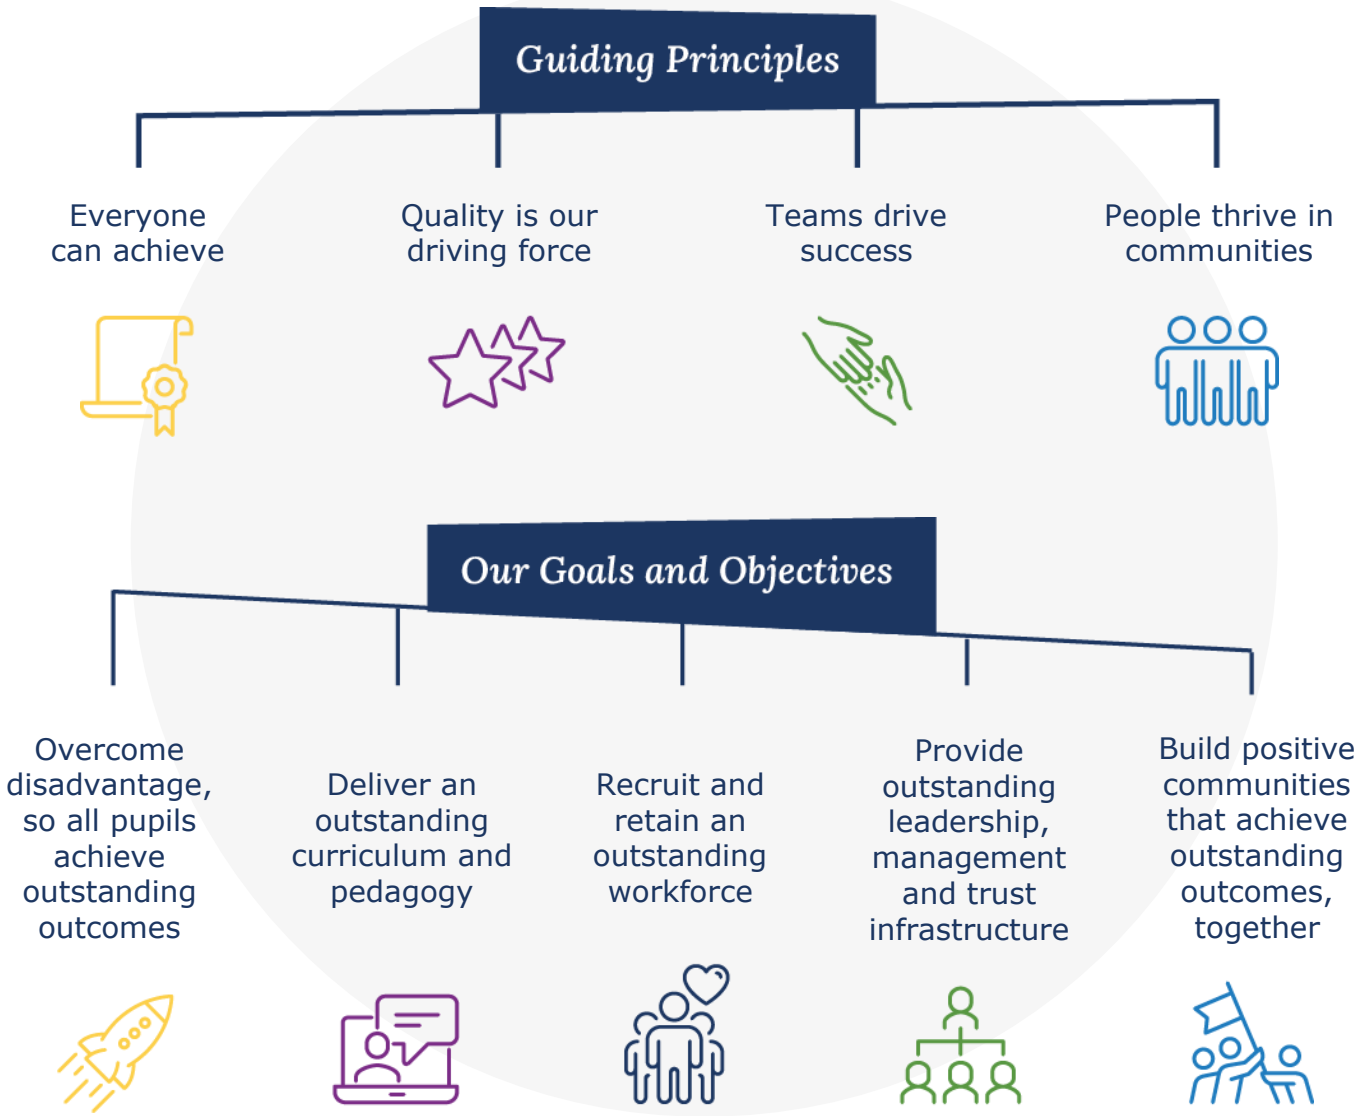 Guiding Principles
Everyone
can achieve
Quality is our
driving force
Teams drive
success
People thrive in
communities
Our Goals and Objectives
Overcome
disadvantage,
so all pupils
achieve
outstanding
outcomes
Deliver an
outstanding
curriculum and
pedagogy
Recruit and
retain an
outstanding
workforce
Provide
outstanding
leadership,
management
and trust
infrastructure
Build positive
communities
that achieve
outstanding
outcomes,
together